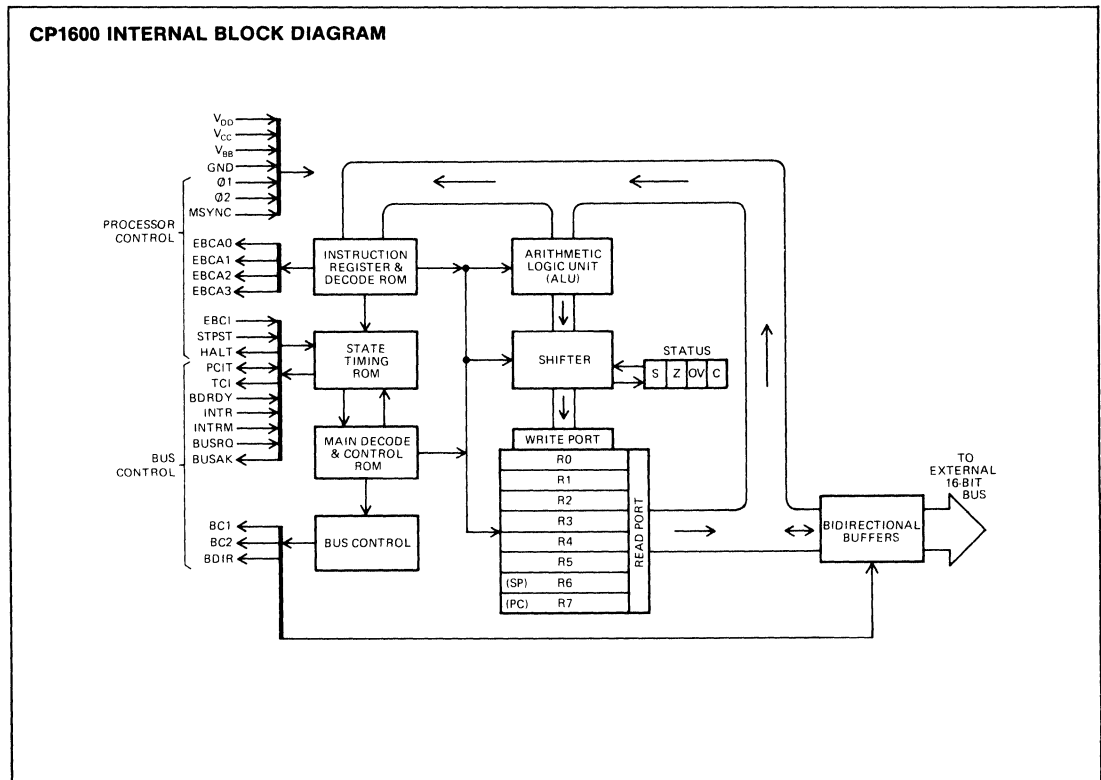 CP1600 INTERNAL BLOCK DIAGRAM
VDD
VCC
VBB
GND
Ø1
Ø2
MSYNC
PROCESSOR
CONTROL
EBCA0
EBCA1
EBCA2
EBCA3
EBCI
STPST
HALT
PCIT
TCI
BDRDY
INTR
INTRM
BUSRQ
BUSAK
BUS
CONTROL
BC1
BC2
BDIR
INSTRUCTION
REGISTER &
DECODE ROM
STATE
TIMING
ROM
MAIN DECODE
& CONTROL
ROM
BUS CONTROL
ARITHMETIC
LOGIC UNIT
(ALU)
SHIFTER
STATUS
S Z OV C
WRITE PORT
R0
R1
R2
R3
R4
R5
(SP) R6
(PC) R7
READ PORT
BIDIRECTIONAL
BUFFERS
TO
EXTERNAL
16-BIT
BUS